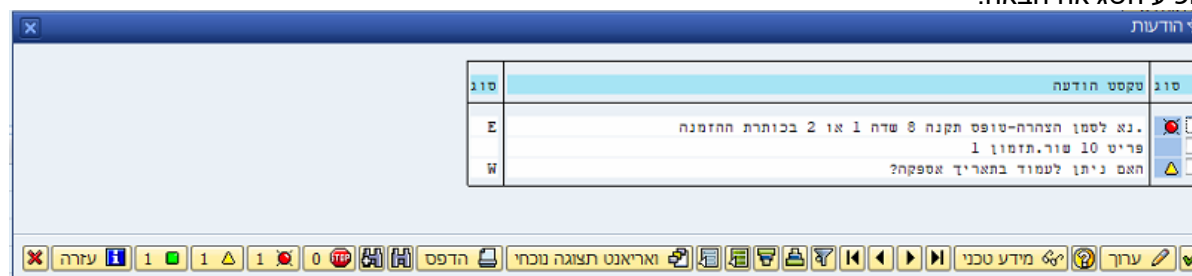 הודעות
סוג טקסט הודעה סוג
נא לסמן הצהרה-טופס תקנה 8 שדה 1 או 2 בכותרת ההזמנה. E
פריט 10 שור.תזמון 1
האם ניתן לעמוד בתאריך אספקה? W
ערוך מידע טכני ואריאנט תצוגה נוכחי הדפס STOP 0 1 1 1 עזרה